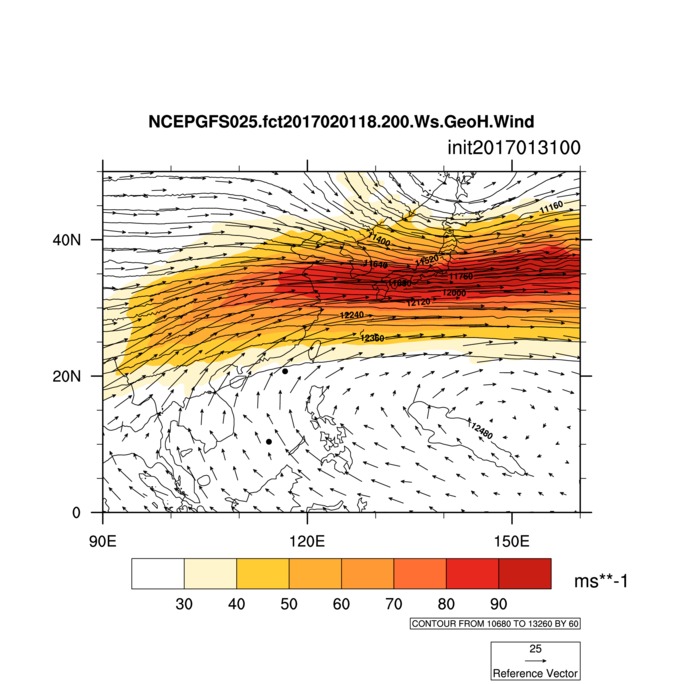 NCEPGFS025.fct2017020118.200.Ws.GeoH.Wind
init2017013100
11160
40N
11400
11520
11640
11760
11880
12000
12120
12240
12360
20N
12480
0
90E 120E 150E
ms**-1
30 40 50 60 70 80 90
CONTOUR FROM 10680 TO 13260 BY 60
25
Reference Vector